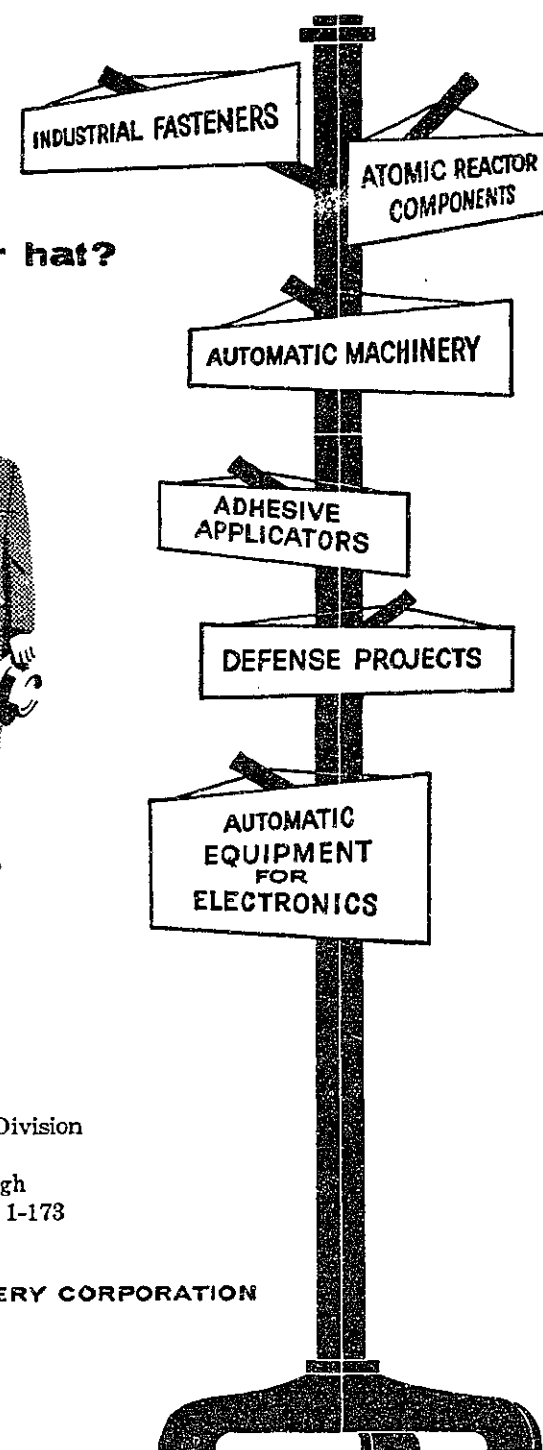 INDUSTRIAL FASTENERS
ATOMIC REACTOR
COMPONENTS
hat?
AUTOMATIC MACHINERY
ADHESIVE
APPLICATORS
DEFENSE PROJECTS
AUTOMATIC
EQUIPMENT
FOR
ELECTRONICS
Division
gh
1-173
ERY CORPORATION